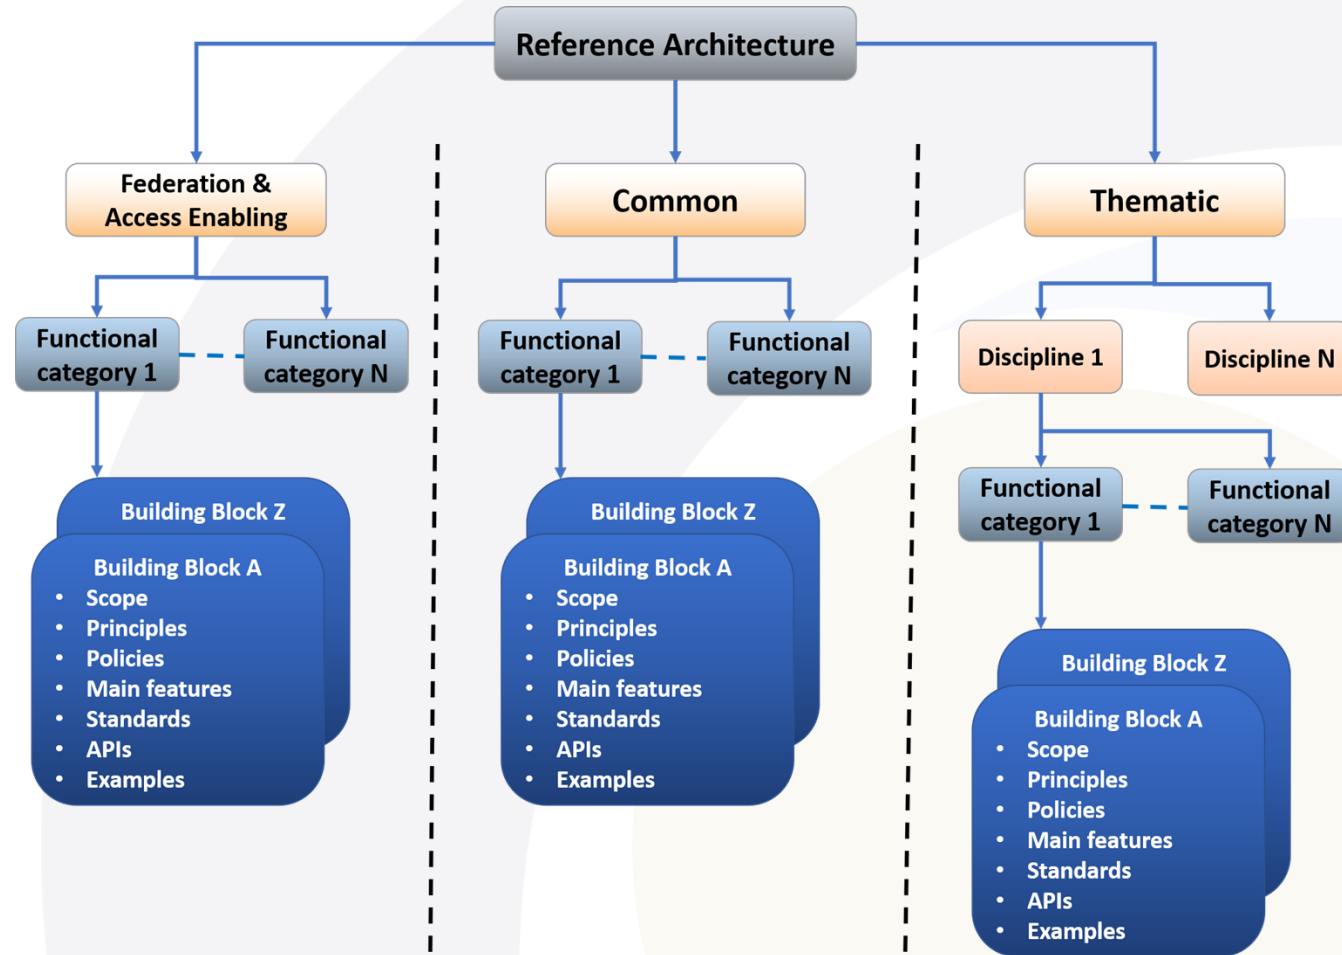 Reference Architecture
Federation &
Access Enabling
Functional
category 1
Functional
category N
Building Block Z
Building Block A
• Scope
• Principles
• Policies
• Main features
• Standards
• APIs
• Examples
Common
Functional
category 1
Functional
category N
Building Block Z
Building Block A
• Scope
• Principles
• Policies
• Main features
• Standards
• APIs
• Examples
Thematic
Discipline 1
Discipline N
Functional
category 1
Functional
category N
Building Block Z
Building Block A
• Scope
• Principles
• Policies
• Main features
• Standards
• APIs
• Examples